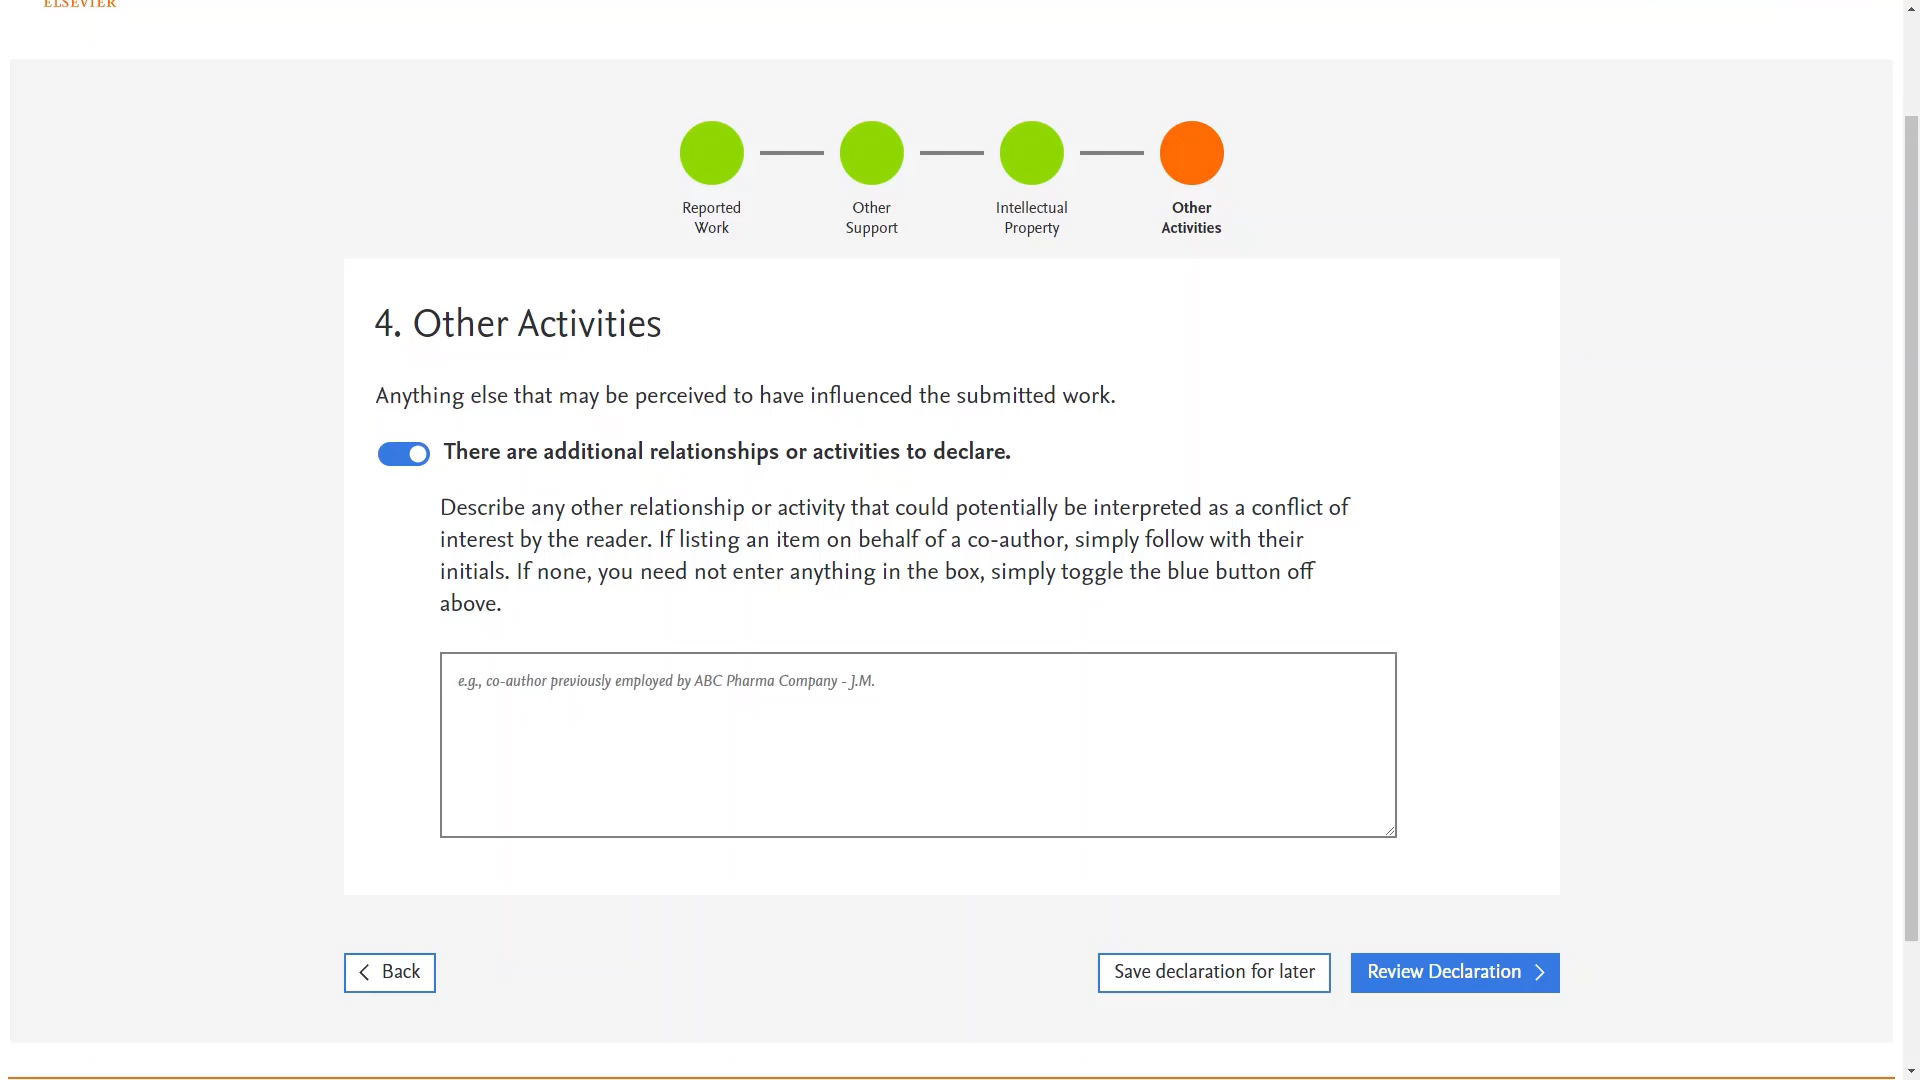 ELSEVIER
Reported
Work
Other
Support
Intellectual
Property
Other
Activities
4. Other Activities
Anything else that may be perceived to have influenced the submitted work.
There are additional relationships or activities to declare.
Describe any other relationship or activity that could potentially be interpreted as a conflict of
interest by the reader. If listing an item on behalf of a co-author, simply follow with their
initials. If none, you need not enter anything in the box, simply toggle the blue button off
above.
e.g., co-author previously employed by ABC Pharma Company - J.M.
Back
Save declaration for later
Review Declaration